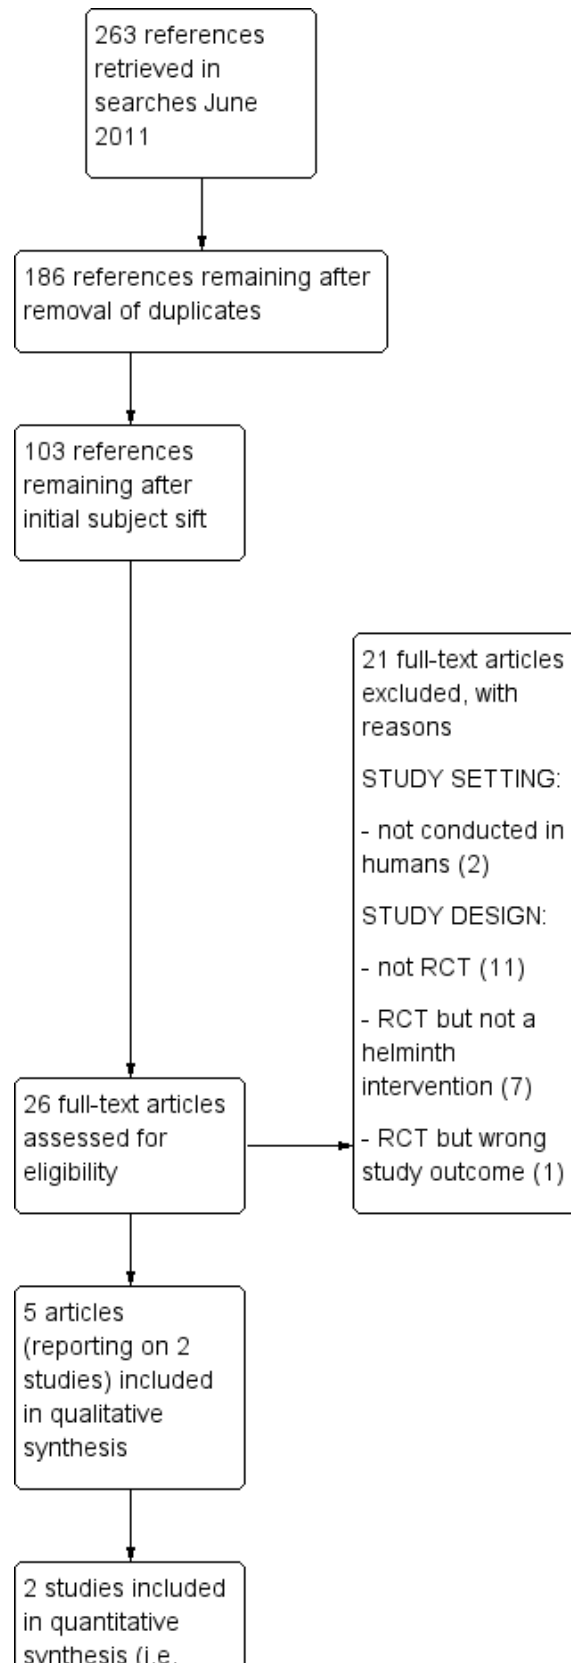 263 references
retrieved in
searches June
2011
186 references remaining after
removal of duplicates
103 references
remaining after
initial subject sift
21 full-text articles
excluded, with
reasons
STUDY SETTING:
- not conducted in
humans (2)
STUDY DESIGN:
- not RCT (11)
- RCT but not a
helminth
intervention (7)
- RCT but wrong
study outcome (1)
26 full-text articles
assessed for
eligibility
5 articles
(reporting on 2
studies) included
in qualitative
synthesis
2 studies included
in quantitative
synthesis (i.e.